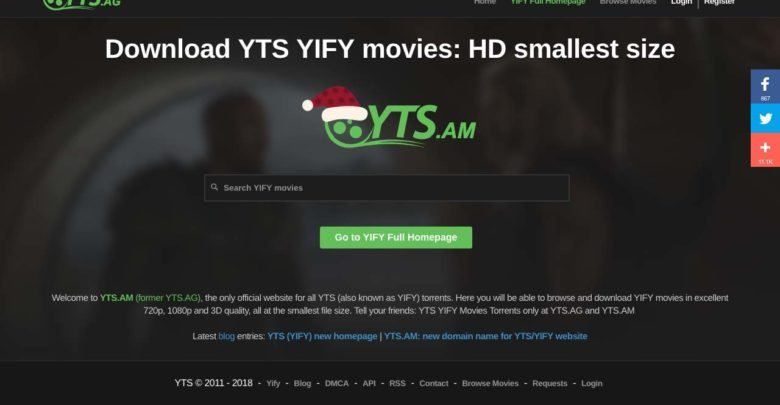 YTS.AG
Home YIFY Full Homepage Browse Movies Login | Register
Download YTS YIFY movies: HD smallest size
867
11.1K
YTS.AM
Search YIFY movies
Go to YIFY Full Homepage
Welcome to YTS.AM (former YTS.AG), the only official website for all YTS (also known as YIFY) torrents. Here you will be able to browse and download YIFY movies in excellent
720p, 1080p and 3D quality, all at the smallest file size. Tell your friends: YTS YIFY Movies Torrents only at YTS.AG and YTS.AM
Latest blog entries: YTS (YIFY) new homepage | YTS.AM: new domain name for YTS/YIFY website
YTS © 2011 - 2018 - Yify - Blog - DMCA - API - RSS - Contact - Browse Movies - Requests - Login